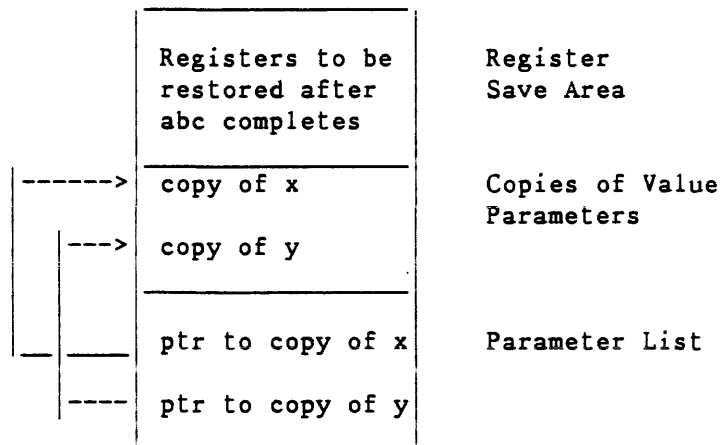 Registers to be Register
restored after Save Area
abc completes
copy of x Copies of Value
Parameters
copy of y
ptr to copy of x Parameter List
ptr to copy of y